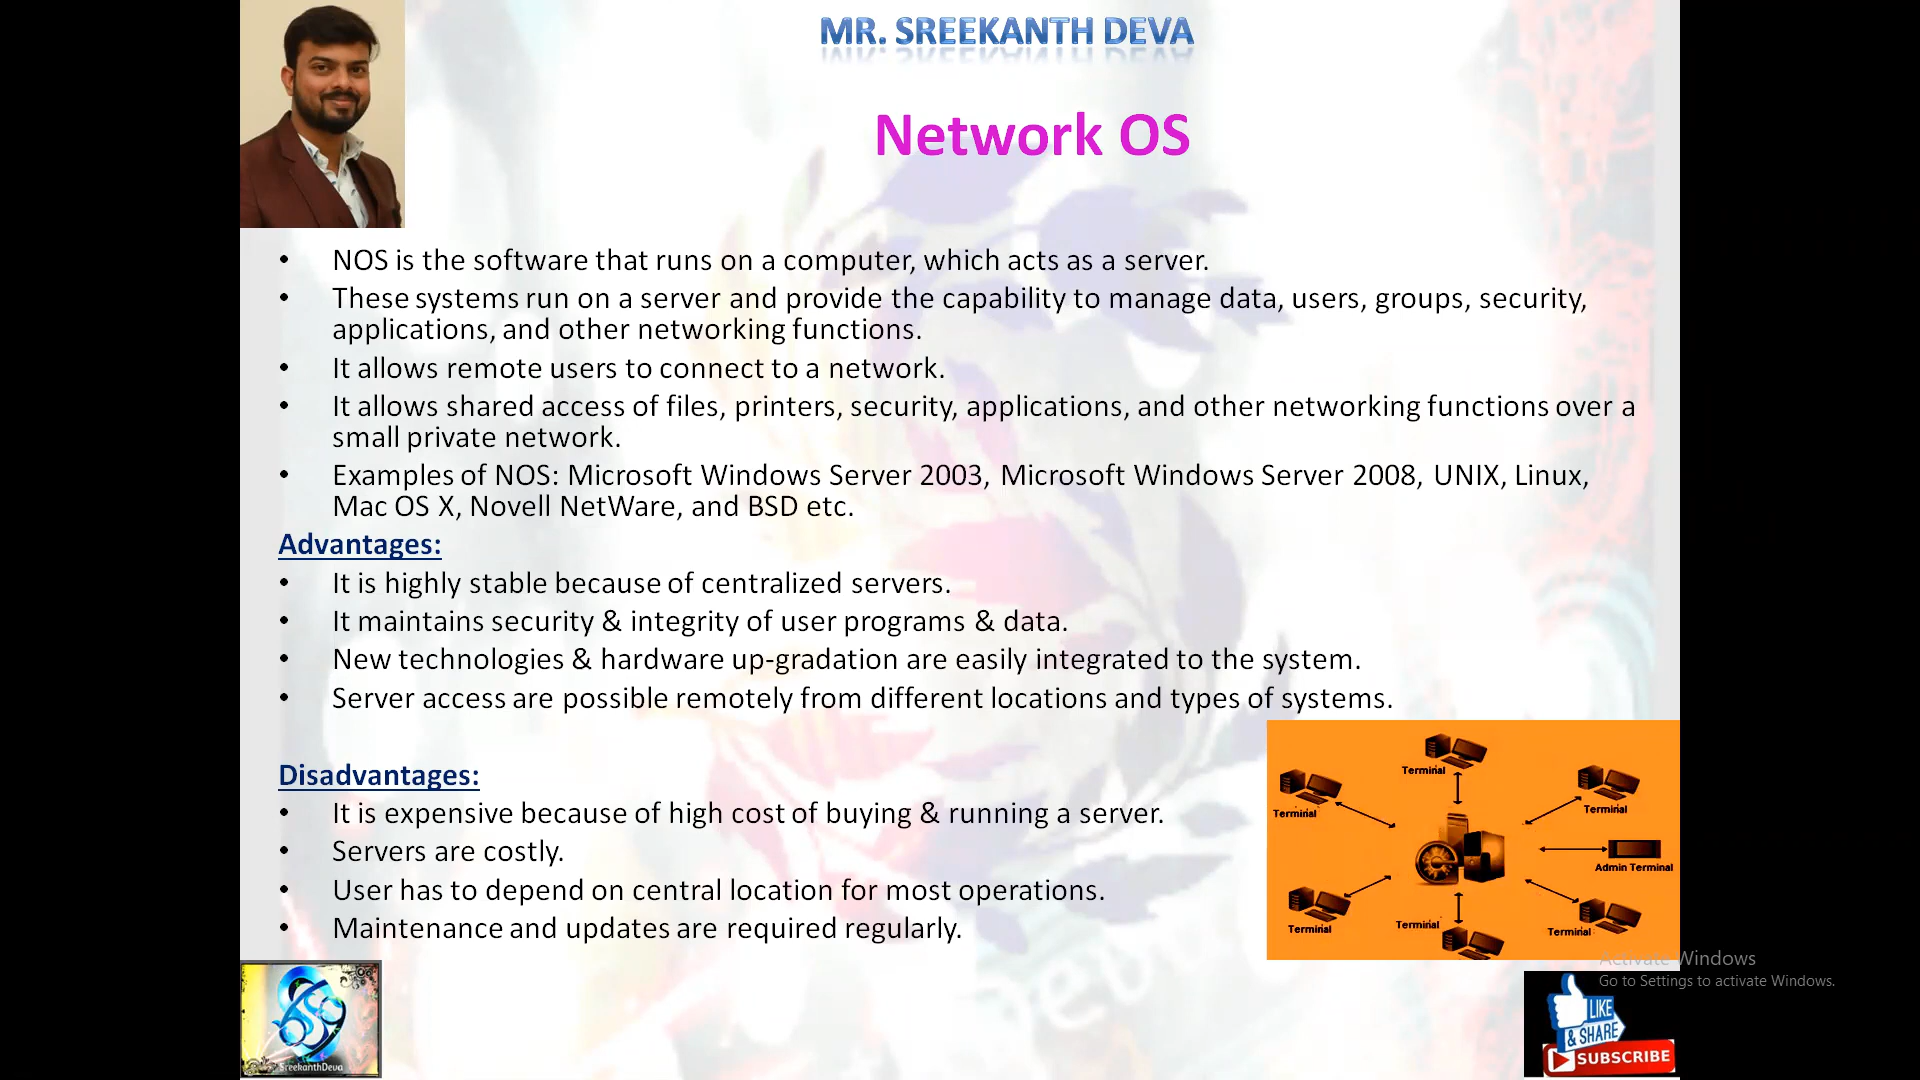 MR. SREEKANTH DEVA
Network OS
• NOS is the software that runs on a computer, which acts as a server.
• These systems run on a server and provide the capability to manage data, users, groups, security,
applications, and other networking functions.
• It allows remote users to connect to a network.
• It allows shared access of files, printers, security, applications, and other networking functions over a
small private network.
• Examples of NOS: Microsoft Windows Server 2003, Microsoft Windows Server 2008, UNIX, Linux,
Mac OS X, Novell NetWare, and BSD etc.
Advantages:
• It is highly stable because of centralized servers.
• It maintains security & integrity of user programs & data.
• New technologies & hardware up-gradation are easily integrated to the system.
• Server access are possible remotely from different locations and types of systems.
Disadvantages:
• It is expensive because of high cost of buying & running a server.
• Servers are costly.
• User has to depend on central location for most operations.
• Maintenance and updates are required regularly.
Terminal
Terminal
Terminal
Admin Terminal
Terminal
Terminal
Terminal
Activate Windows
Go to Settings to activate Windows.
SreekanthDeva
LIKE
& SHARE
SUBSCRIBE